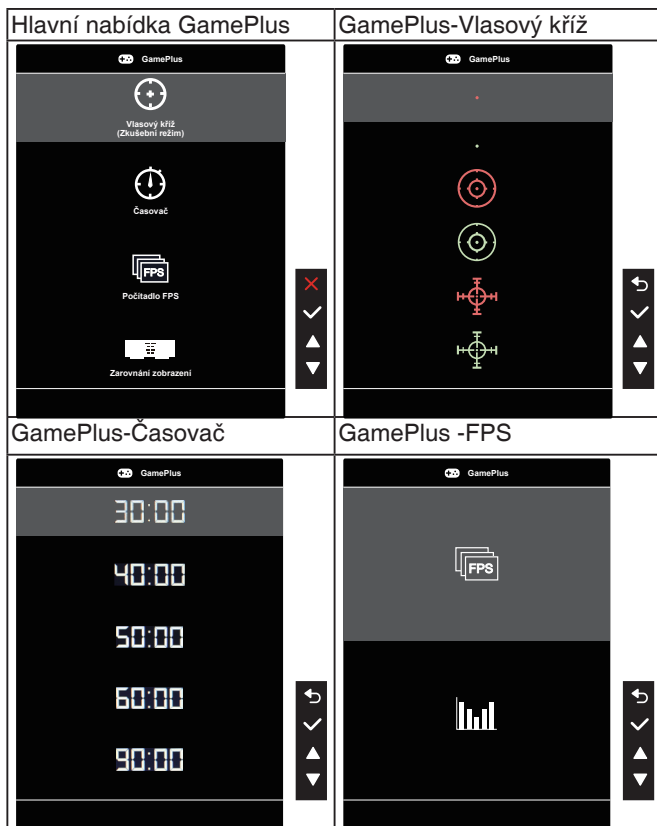 Hlavní nabídka GamePlus
GamePlus-Vlasový kříž
GamePlus
Vlasový kříž
(Zkušební režim)
Časovač
FPS
Počítadlo FPS
Zarovnání zobrazení
GamePlus
GamePlus-Časovač
GamePlus -FPS
GamePlus
30:00
40:00
50:00
60:00
90:00
GamePlus
FPS